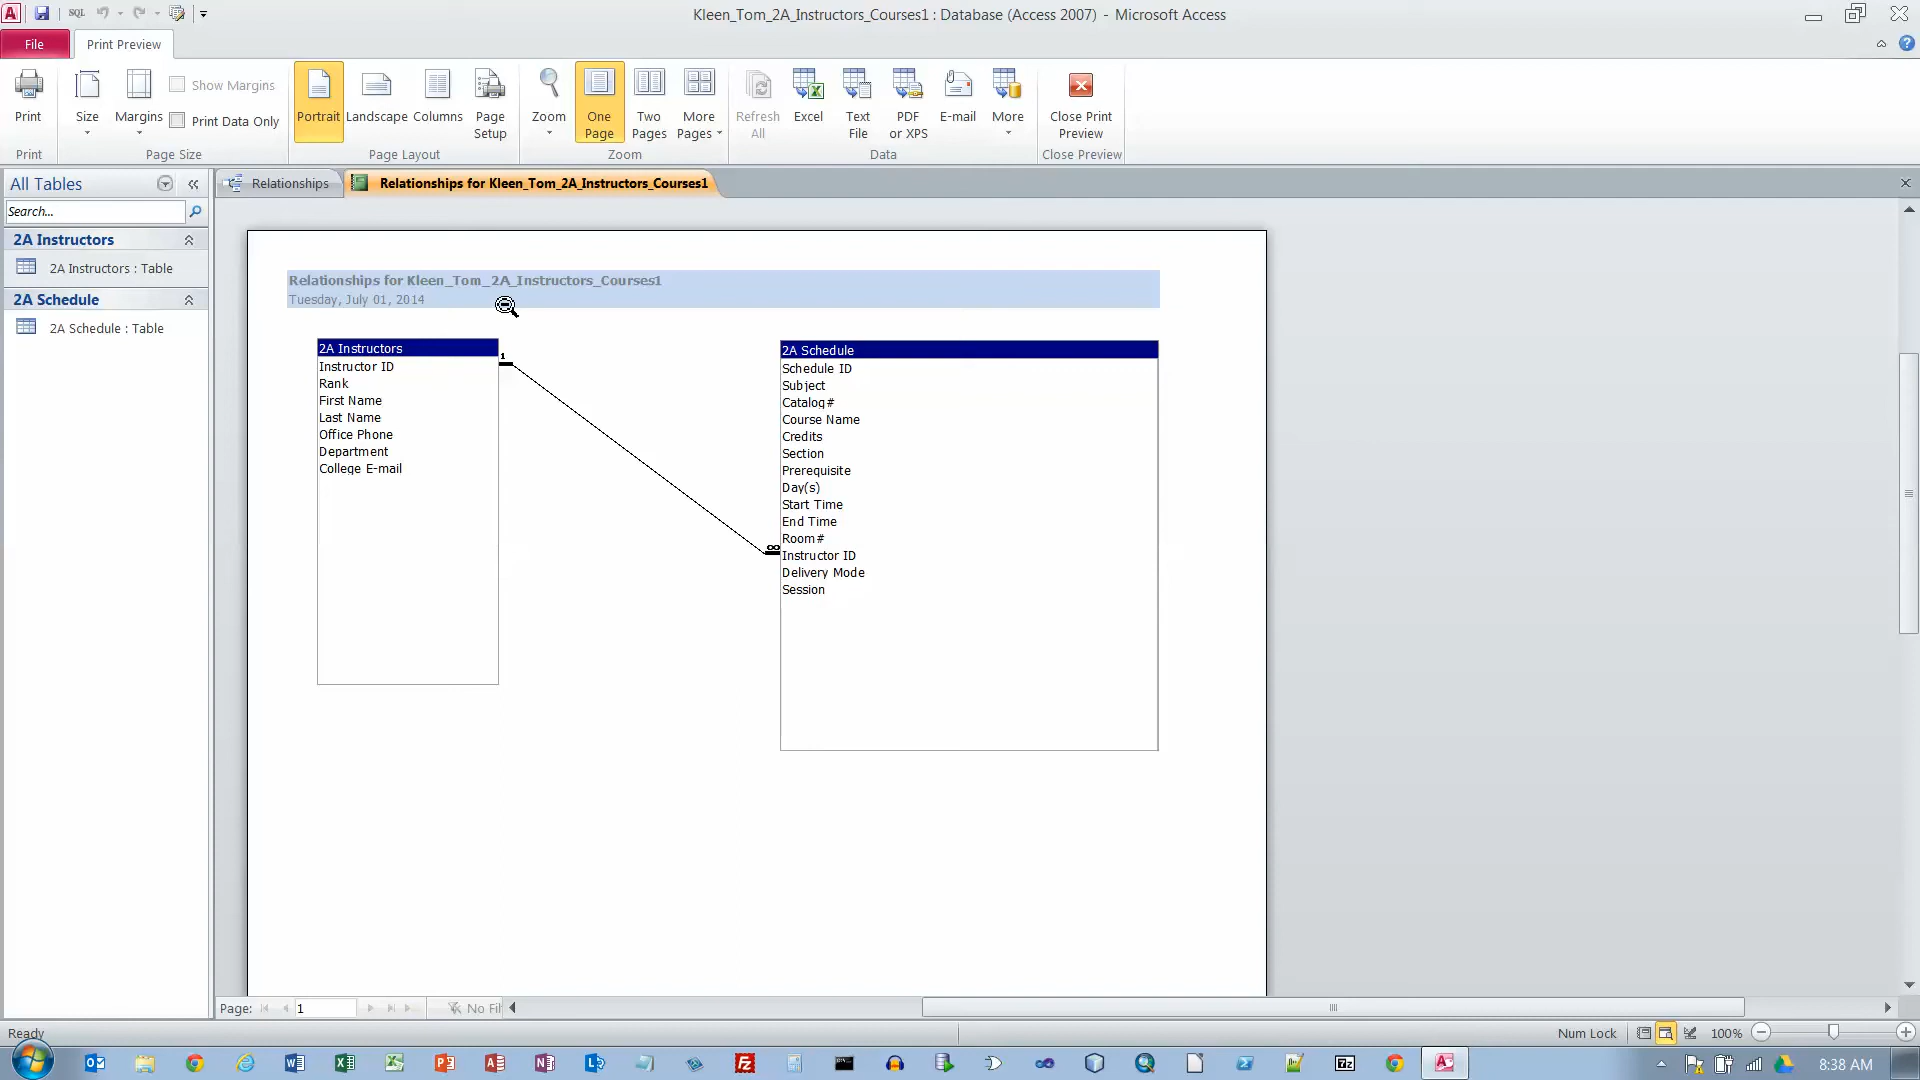 SQL
Kleen_Tom_2A_Instructors_Courses1 : Database (Access 2007) - Microsoft Access
File
Print Preview
Print
Size
Margins
Show Margins
Print Data Only
Portrait
Landscape
Columns
Page Setup
Zoom
One Page
Two Pages
More Pages
Refresh All
Excel
Text File
PDF or XPS
E-mail
More
Close Print Preview
Print
Page Size
Page Layout
Zoom
Data
Close Preview
All Tables
Relationships
Relationships for Kleen_Tom_2A_Instructors_Courses1
Search...
2A Instructors
2A Instructors : Table
2A Schedule
2A Schedule : Table
Relationships for Kleen_Tom_2A_Instructors_Courses1
Tuesday, July 01, 2014
2A Instructors
Instructor ID
Rank
First Name
Last Name
Office Phone
Department
College E-mail
1
∞
2A Schedule
Schedule ID
Subject
Catalog#
Course Name
Credits
Section
Prerequisite
Day(s)
Start Time
End Time
Room#
Instructor ID
Delivery Mode
Session
Page: 1
No Fil
Ready
Num Lock
100%
8:38 AM